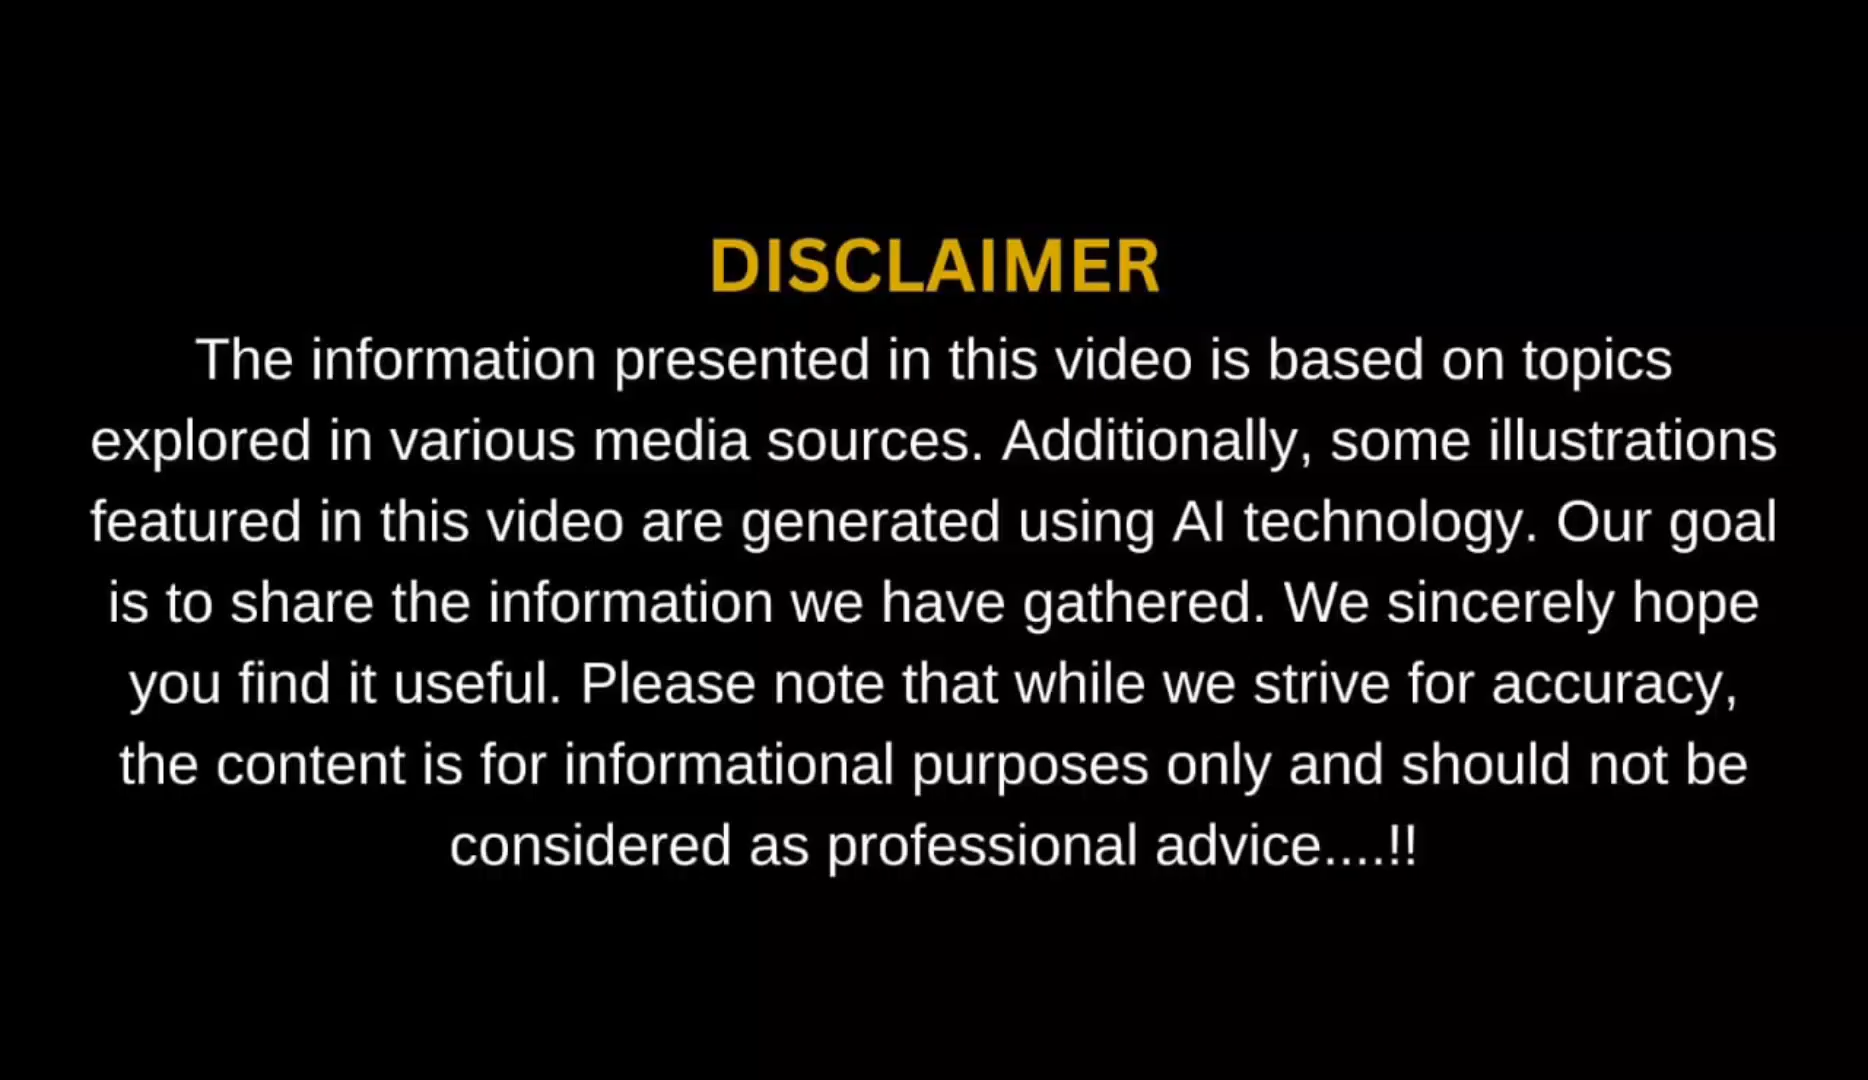 DISCLAIMER
The information presented in this video is based on topics
explored in various media sources. Additionally, some illustrations
featured in this video are generated using AI technology. Our goal
is to share the information we have gathered. We sincerely hope
you find it useful. Please note that while we strive for accuracy,
the content is for informational purposes only and should not be
considered as professional advice....!!